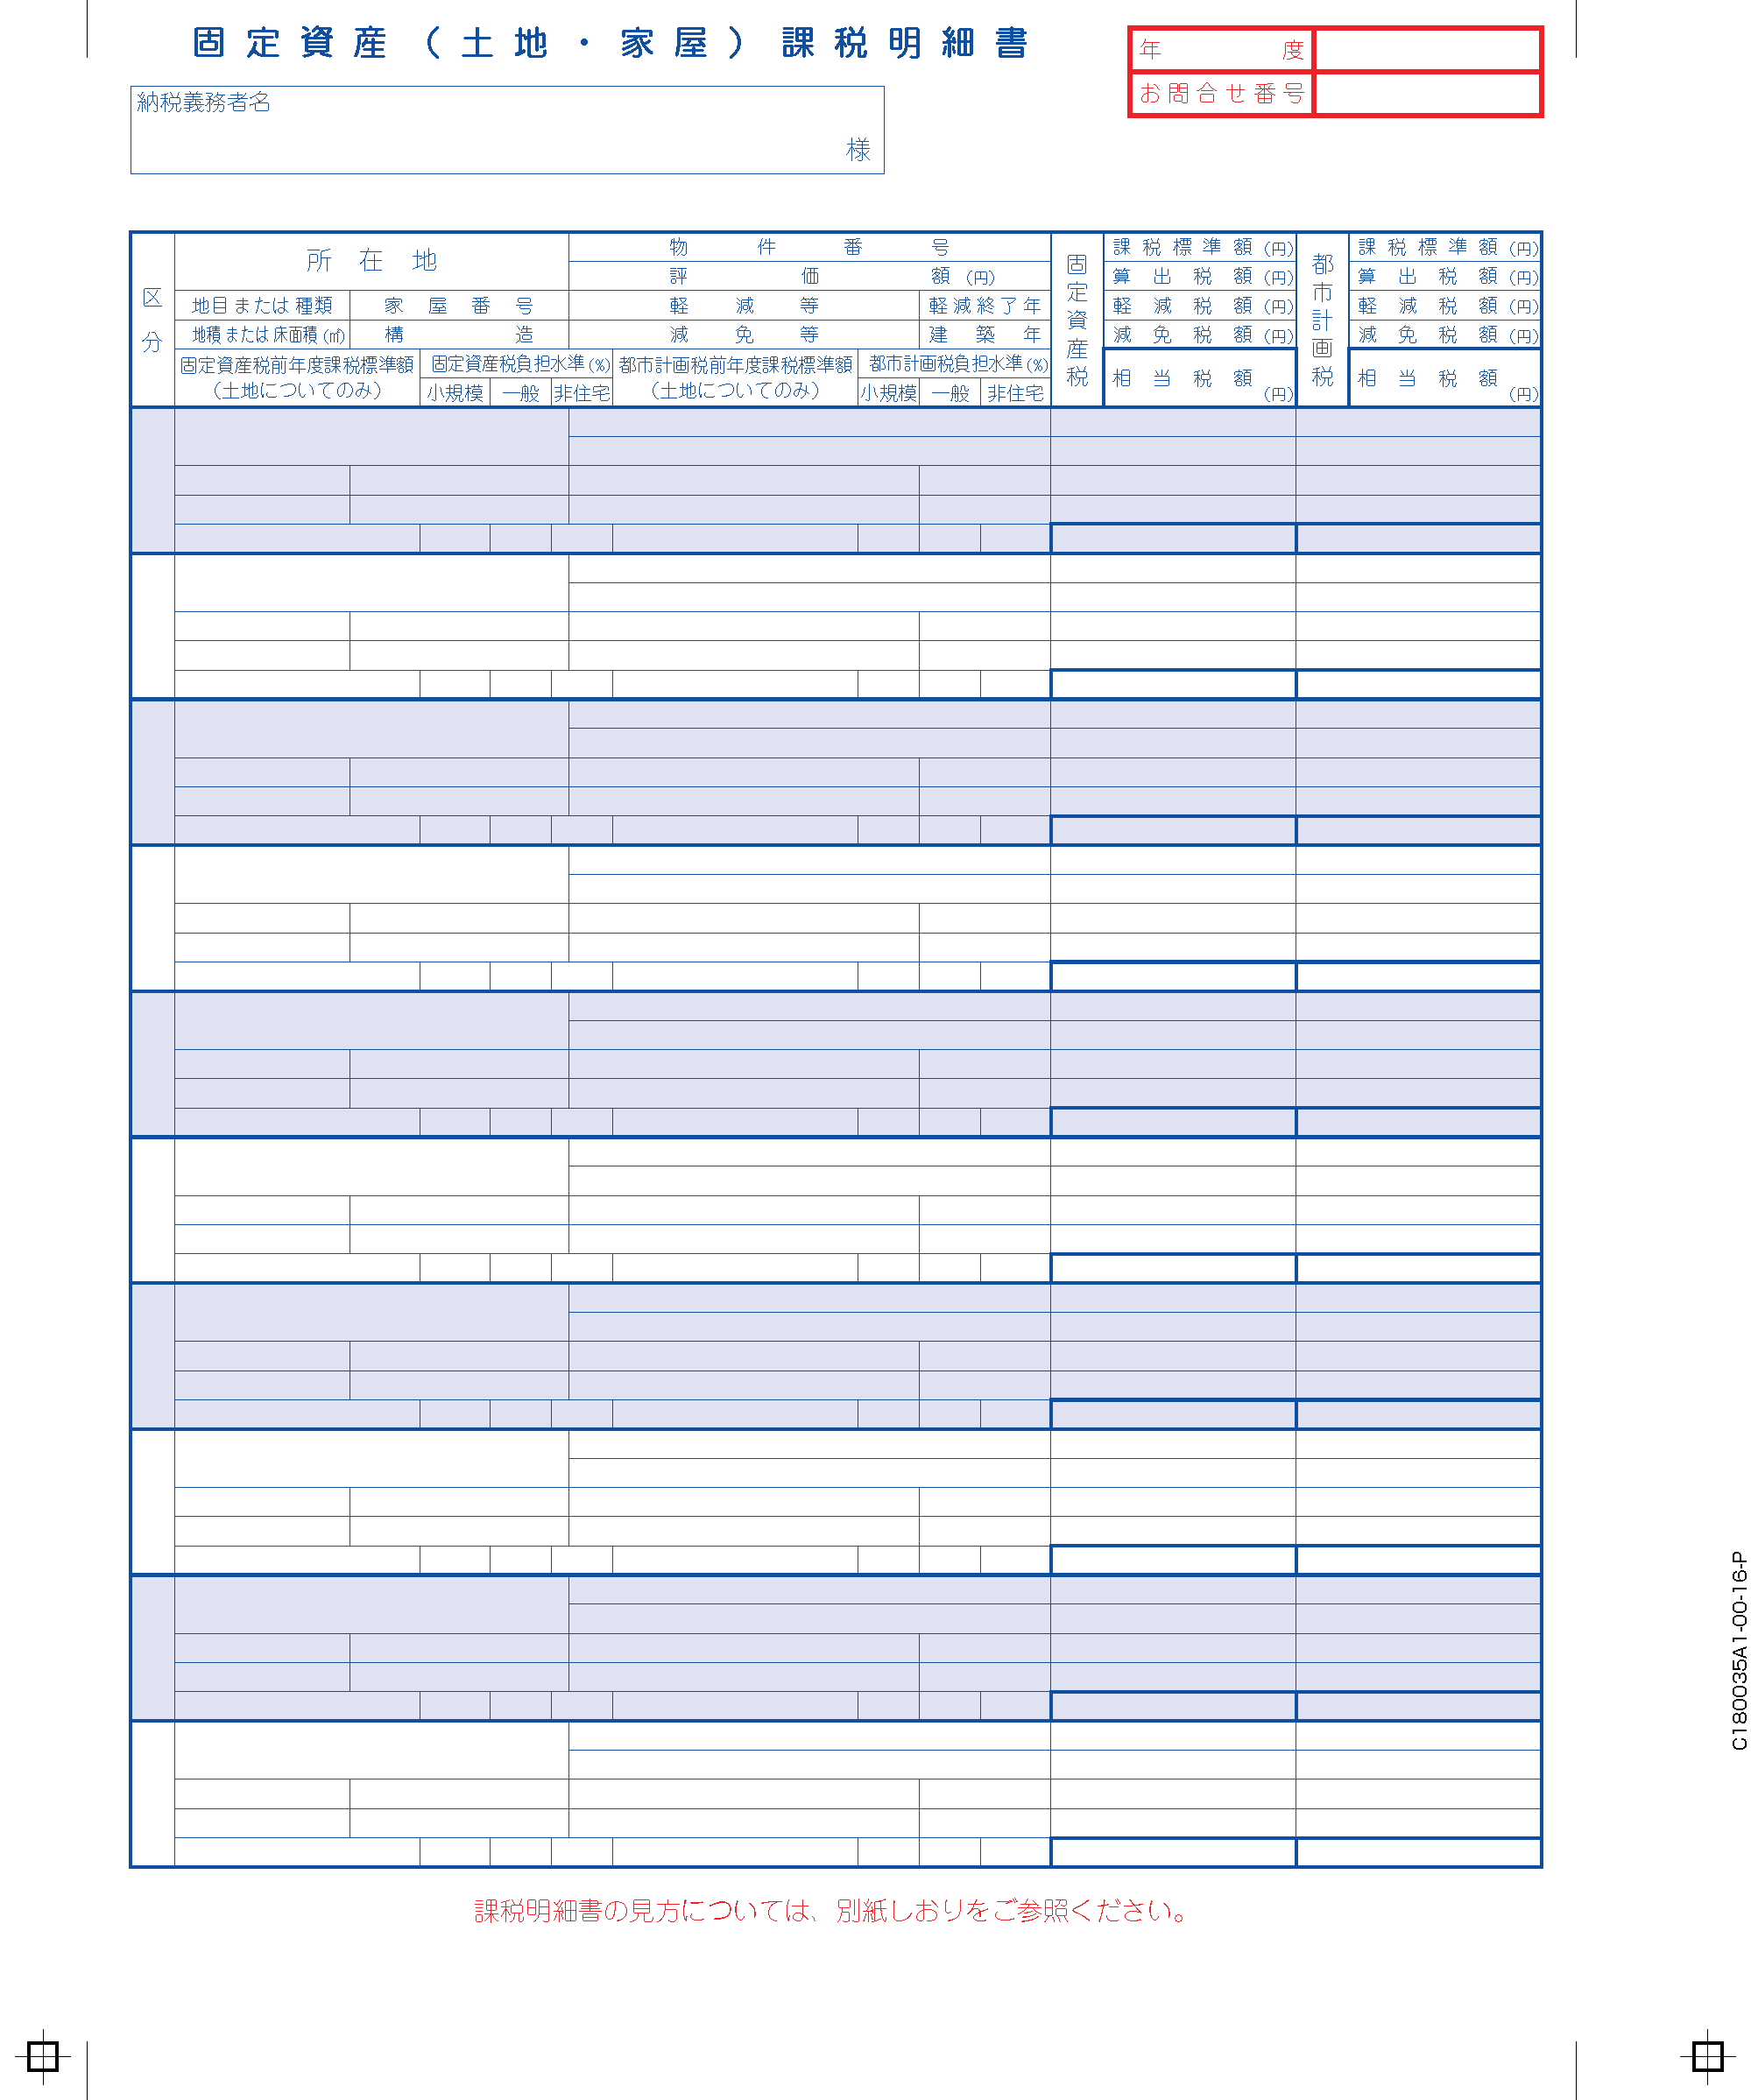 固定資産（土地・家屋）課税明細書
年度
お問合せ番号
納税義務者名
様
区分
所在地
物件番号
評価額（円）
地目または種類
家屋番号
軽減等
軽減終了年
地積または床面積（㎡）
構造
減免等
建築年
固定資産税前年度課税標準額
（土地についてのみ）
固定資産税負担水準（％）
小規模 一般 非住宅
都市計画税前年度課税標準額
（土地についてのみ）
都市計画税負担水準（％）
小規模 一般 非住宅
固定資産税
課税標準額（円）
算出税額（円）
軽減税額（円）
減免税額（円）
相当税額（円）
都市計画税
課税標準額（円）
算出税額（円）
軽減税額（円）
減免税額（円）
相当税額（円）
課税明細書の見方については、別紙しおりをご参照ください。
C180035A1-00-16-P